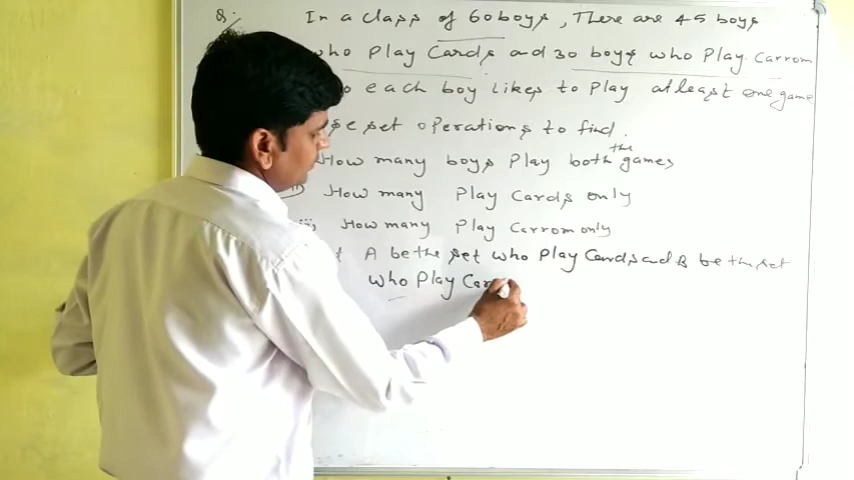 Q/. In a class of 60 boys, There are 45 boys
who Play Cards and 30 boys who Play Carrom
each boy likes to Play atleast one game
se set operations to find.
the
How many boys Play both games
ii) How many Play Cards only
iii, How many Play Carrom only
A be the set who Play Cards and B be the set
who Play Car